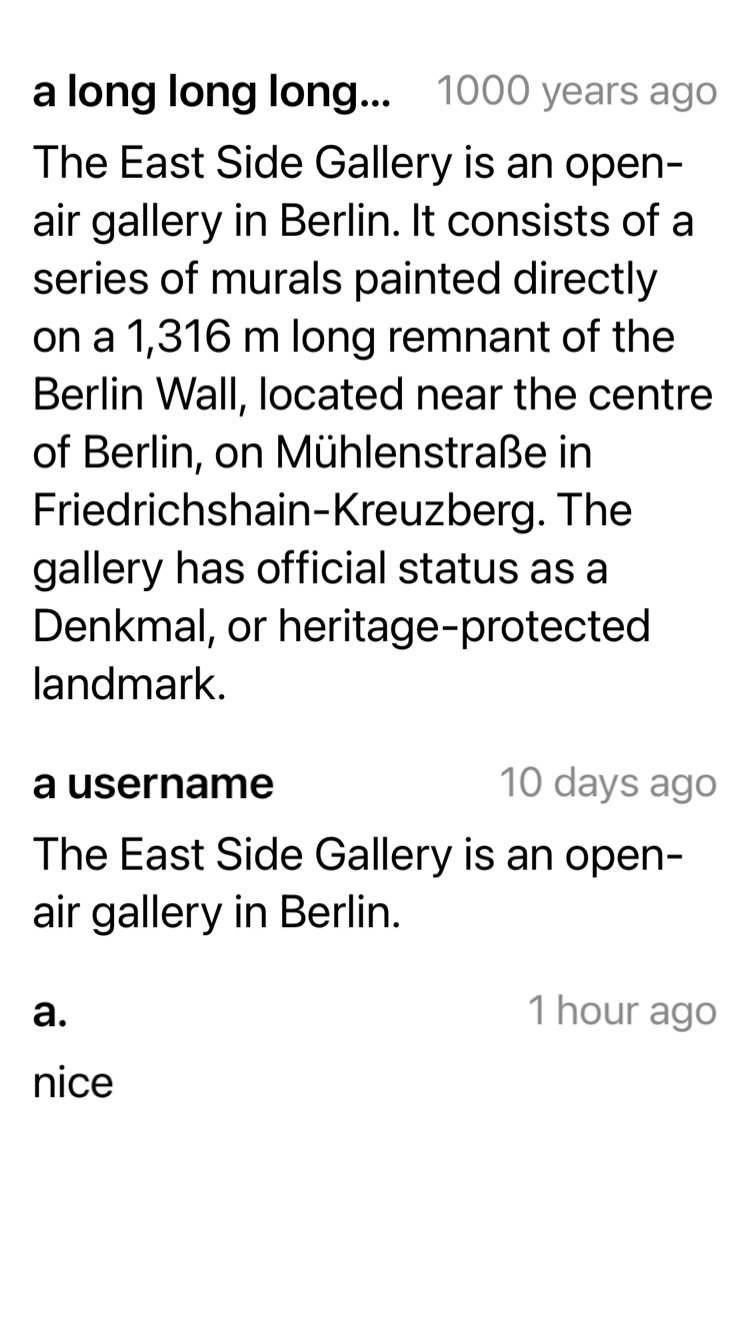 a long long long...
1000 years ago
The East Side Gallery is an open-
air gallery in Berlin. It consists of a
series of murals painted directly
on a 1,316 m long remnant of the
Berlin Wall, located near the centre
of Berlin, on Mühlenstraße in
Friedrichshain-Kreuzberg. The
gallery has official status as a
Denkmal, or heritage-protected
landmark.
a username
10 days ago
The East Side Gallery is an open-
air gallery in Berlin.
a.
1 hour ago
nice